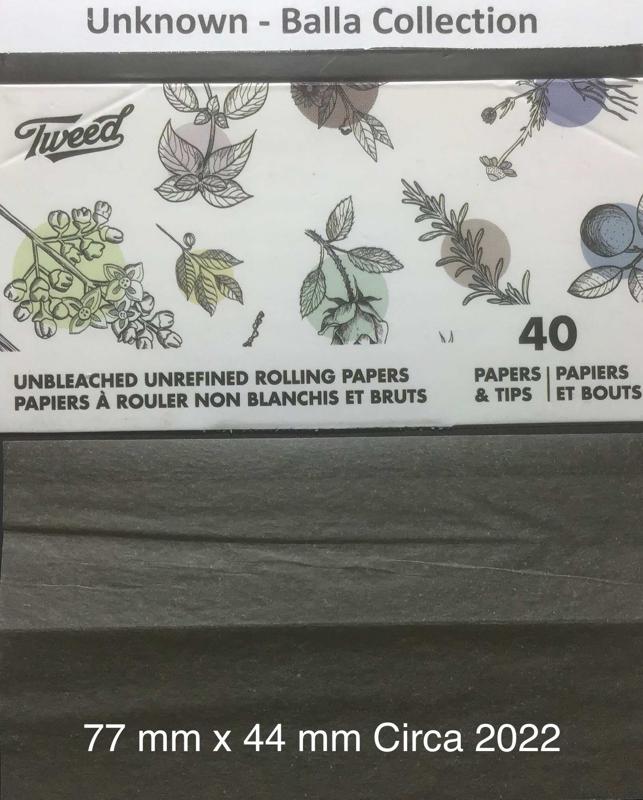 Unknown - Balla Collection
Tweed
40
UNBLEACHED UNREFINED ROLLING PAPERS
PAPIERS À ROULER NON BLANCHIS ET BRUTS
PAPERS | PAPIERS
& TIPS | ET BOUTS
77 mm x 44 mm Circa 2022